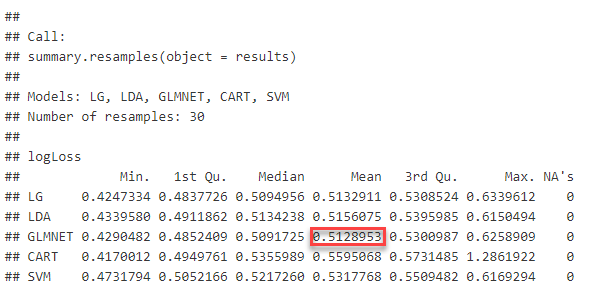 ##
## Call:
## summary.resamples(object = results)
##
## Models: LG, LDA, GLMNET, CART, SVM
## Number of resamples: 30
##
## logLoss
##             Min.   1st Qu.    Median      Mean   3rd Qu.      Max. NA's
## LG     0.4247334 0.4837726 0.5094956 0.5132911 0.5308524 0.6339612    0
## LDA    0.4339580 0.4911862 0.5134238 0.5156075 0.5395985 0.6150494    0
## GLMNET 0.4290482 0.4852409 0.5091725 0.5128953 0.5300987 0.6258909    0
## CART   0.4170012 0.4949761 0.5355989 0.5595068 0.5731485 1.2861922    0
## SVM    0.4731794 0.5052166 0.5217260 0.5317768 0.5509482 0.6169294    0